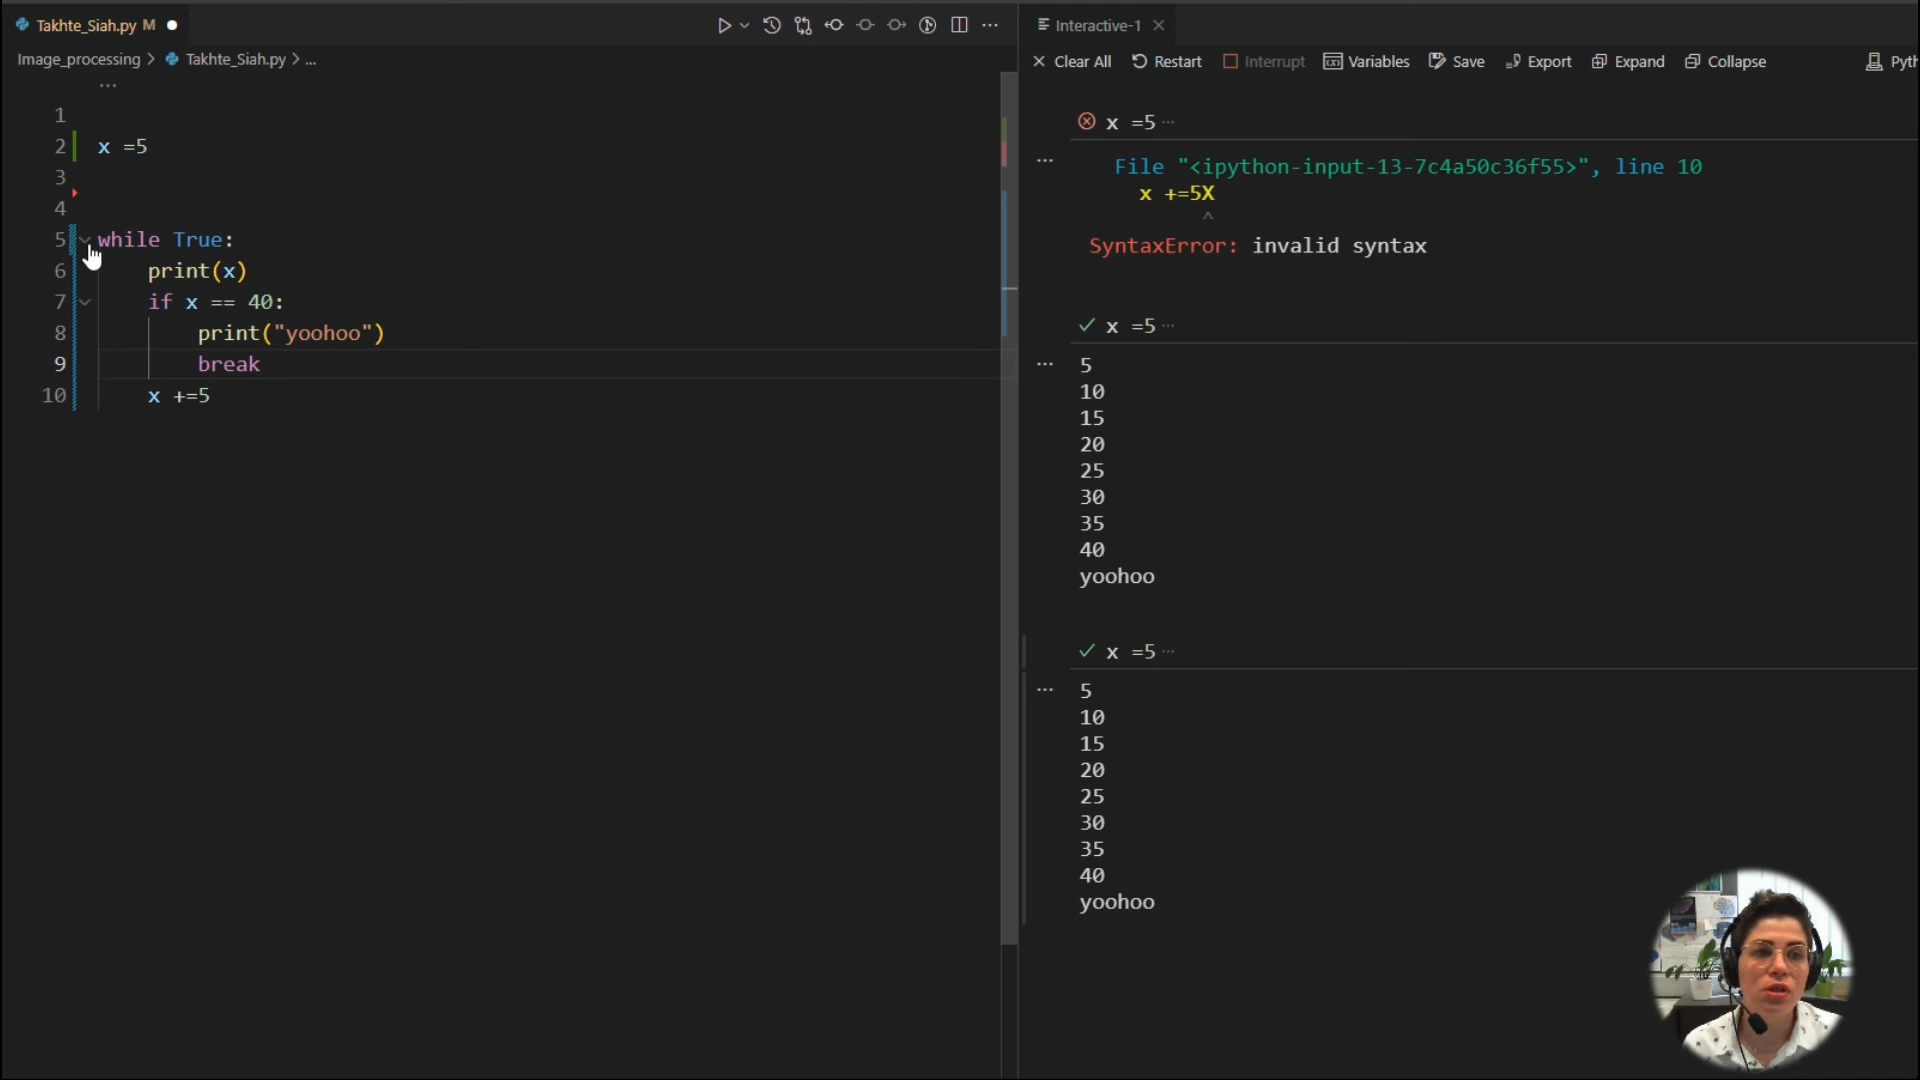 Takhte_Siah.py M
Image_processing > Takhte_Siah.py > ...
...
1
2 x =5
3
4
5 while True:
6 print(x)
7 if x == 40:
8 print("yoohoo")
9 break
10 x +=5
Interactive-1
Clear All Restart Interrupt Variables Save Export Expand Collapse Pyth
x =5 ...
File "<ipython-input-13-7c4a50c36f55>", line 10
x +=5X
^
SyntaxError: invalid syntax
x =5 ...
5
10
15
20
25
30
35
40
yoohoo
x =5 ...
5
10
15
20
25
30
35
40
yoohoo